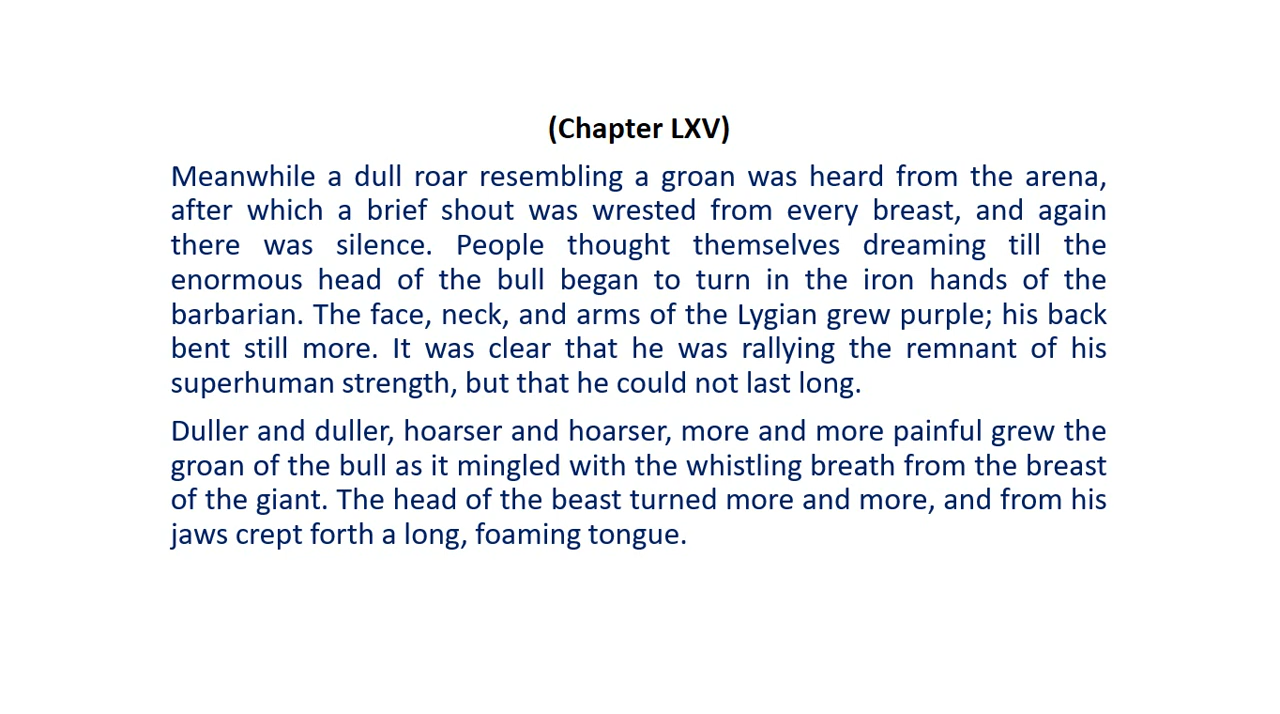 (Chapter LXV)
Meanwhile a dull roar resembling a groan was heard from the arena,
after which a brief shout was wrested from every breast, and again
there was silence. People thought themselves dreaming till the
enormous head of the bull began to turn in the iron hands of the
barbarian. The face, neck, and arms of the Lygian grew purple; his back
bent still more. It was clear that he was rallying the remnant of his
superhuman strength, but that he could not last long.
Duller and duller, hoarser and hoarser, more and more painful grew the
groan of the bull as it mingled with the whistling breath from the breast
of the giant. The head of the beast turned more and more, and from his
jaws crept forth a long, foaming tongue.